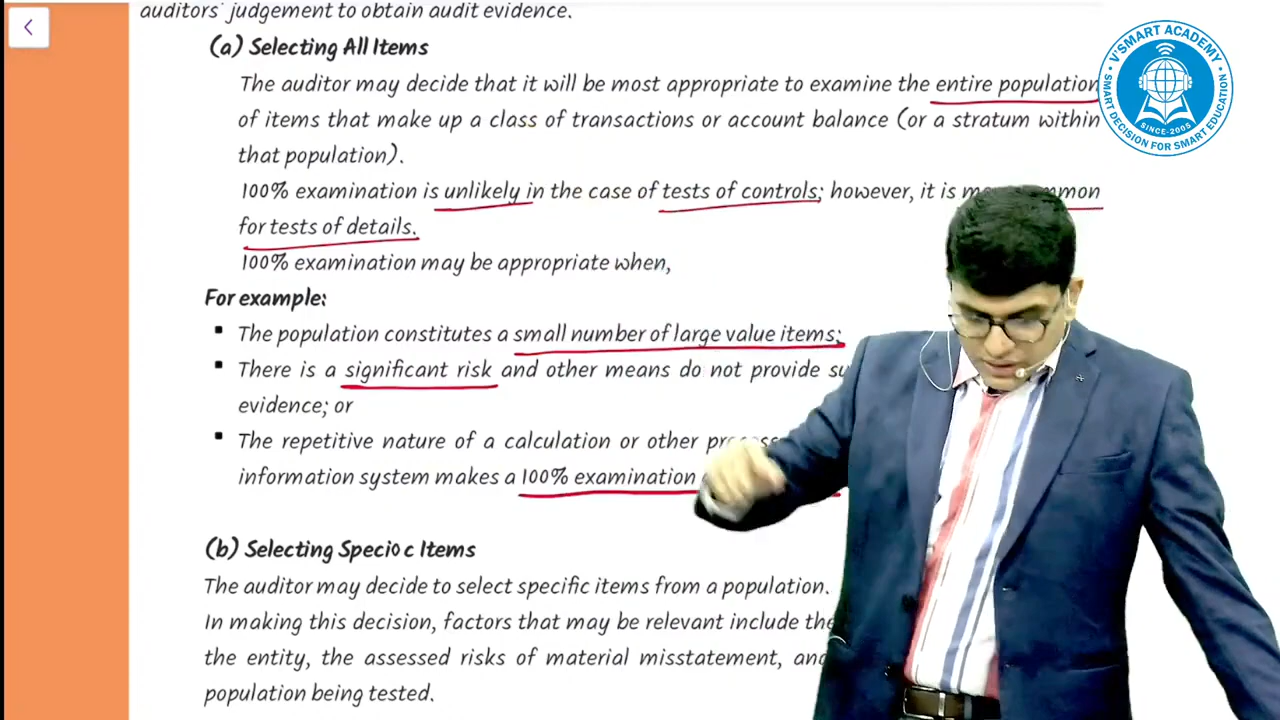 auditors' judgement to obtain audit evidence.
(a) Selecting All Items
The auditor may decide that it will be most appropriate to examine the entire population
of items that make up a class of transactions or account balance (or a stratum within
that population).
100% examination is unlikely in the case of tests of controls; however, it is
for tests of details.
100% examination may be appropriate when,
For example:
▪ The population constitutes a small number of large value items;
▪ There is a significant risk and other means do not provide
evidence; or
▪ The repetitive nature of a calculation or other
information system makes a 100% examination
(b) Selecting Specio c Items
The auditor may decide to select specific items from a population.
In making this decision, factors that may be relevant include the
the entity, the assessed risks of material misstatement, and
population being tested.
V'SMART ACADEMY
SINCE-2005
SMART DECISION FOR SMART EDUCATION